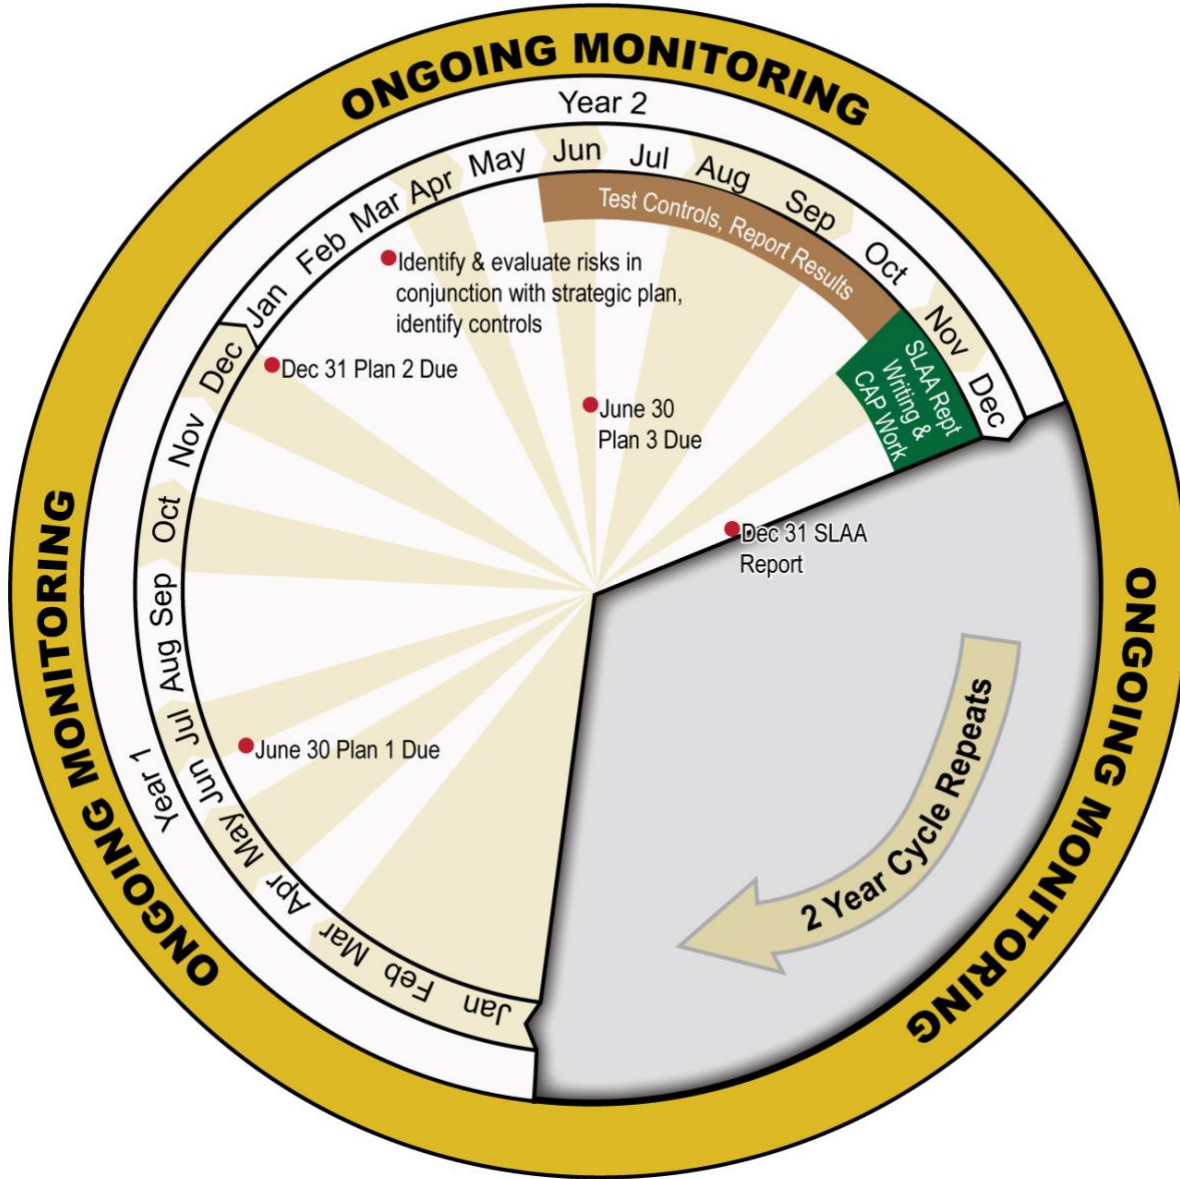 ONGOING MONITORING
Year 2
Jan Feb Mar Apr May Jun Jul Aug Sep Oct Nov Dec
Test Controls, Report Results
SLAA Rept
Writing &
CAP Work
Identify & evaluate risks in
conjunction with strategic plan,
identify controls
Dec 31 Plan 2 Due
June 30
Plan 3 Due
Dec 31 SLAA
Report
June 30 Plan 1 Due
Year 1
Jan Feb Mar Apr May Jun Jul Aug Sep Oct Nov Dec
ONGOING MONITORING
2 Year Cycle Repeats
ONGOING MONITORING